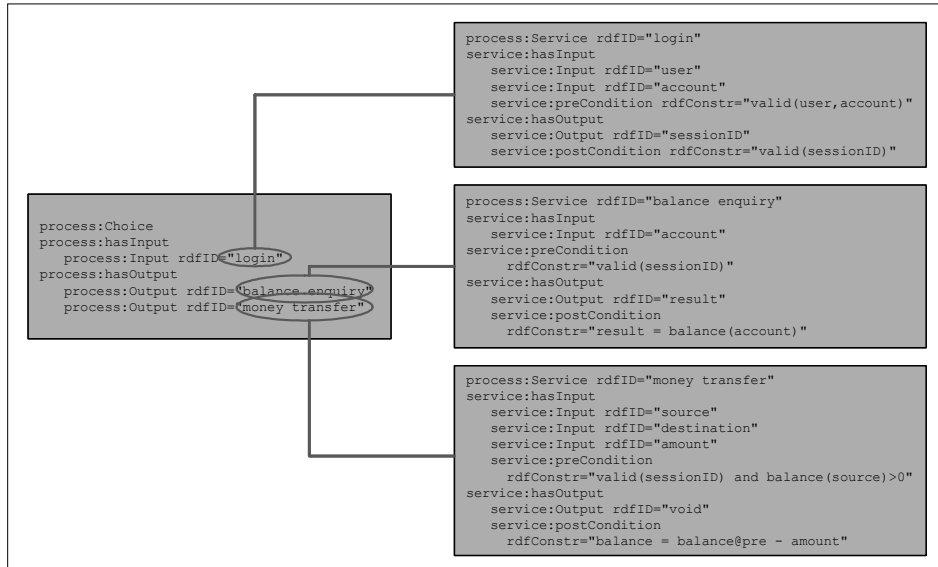 process:Choice
process:hasInput
process:Input rdfID="login"
process:hasOutput
process:Output rdfID="balance enquiry"
process:Output rdfID="money transfer"
process:Service rdfID="login"
service:hasInput
service:Input rdfID="user"
service:Input rdfID="account"
service:preCondition rdfConstr="valid(user,account)"
service:hasOutput
service:Output rdfID="sessionID"
service:postCondition rdfConstr="valid(sessionID)"
process:Service rdfID="balance enquiry"
service:hasInput
service:Input rdfID="account"
service:preCondition
rdfConstr="valid(sessionID)"
service:hasOutput
service:Output rdfID="result"
service:postCondition
rdfConstr="result = balance(account)"
process:Service rdfID="money transfer"
service:hasInput
service:Input rdfID="source"
service:Input rdfID="destination"
service:Input rdfID="amount"
service:preCondition
rdfConstr="valid(sessionID) and balance(source)>0"
service:hasOutput
service:Output rdfID="void"
service:postCondition
rdfConstr="balance = balance@pre - amount"